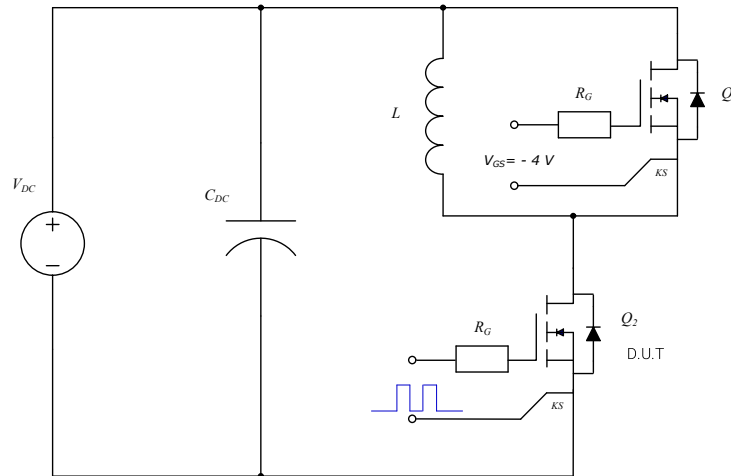 Q
R_G
L
V_GS= - 4 V
KS
V_DC
C_DC
Q_2
R_G
D.U.T
KS